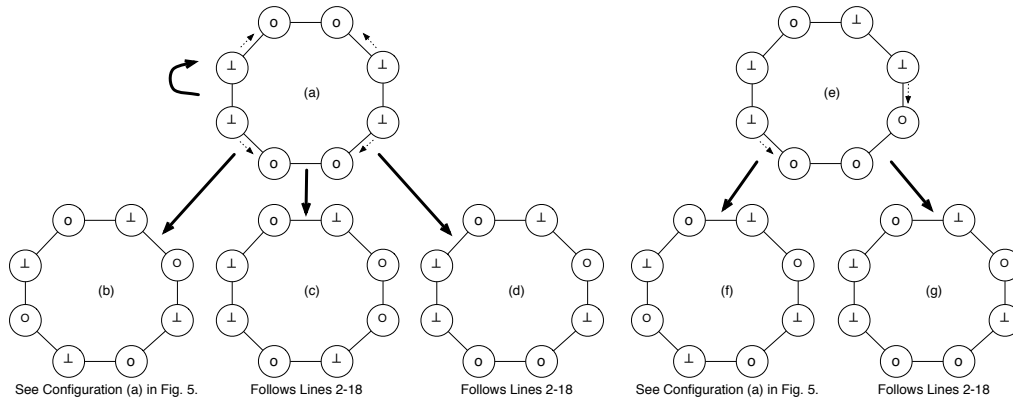 o o o ⊥
⊥ ⊥ ⊥ ⊥
(a) (e)
⊥ ⊥ ⊥ O
o o o o
o ⊥ o ⊥ o ⊥ o ⊥ o ⊥
⊥ O ⊥ O ⊥ O ⊥ O ⊥ O
(b) (c) (d) (f) (g)
O ⊥ ⊥ O ⊥ ⊥ O ⊥ ⊥ ⊥
⊥ o o ⊥ o o ⊥ o o o
See Configuration (a) in Fig. 5. Follows Lines 2-18 Follows Lines 2-18 See Configuration (a) in Fig. 5. Follows Lines 2-18